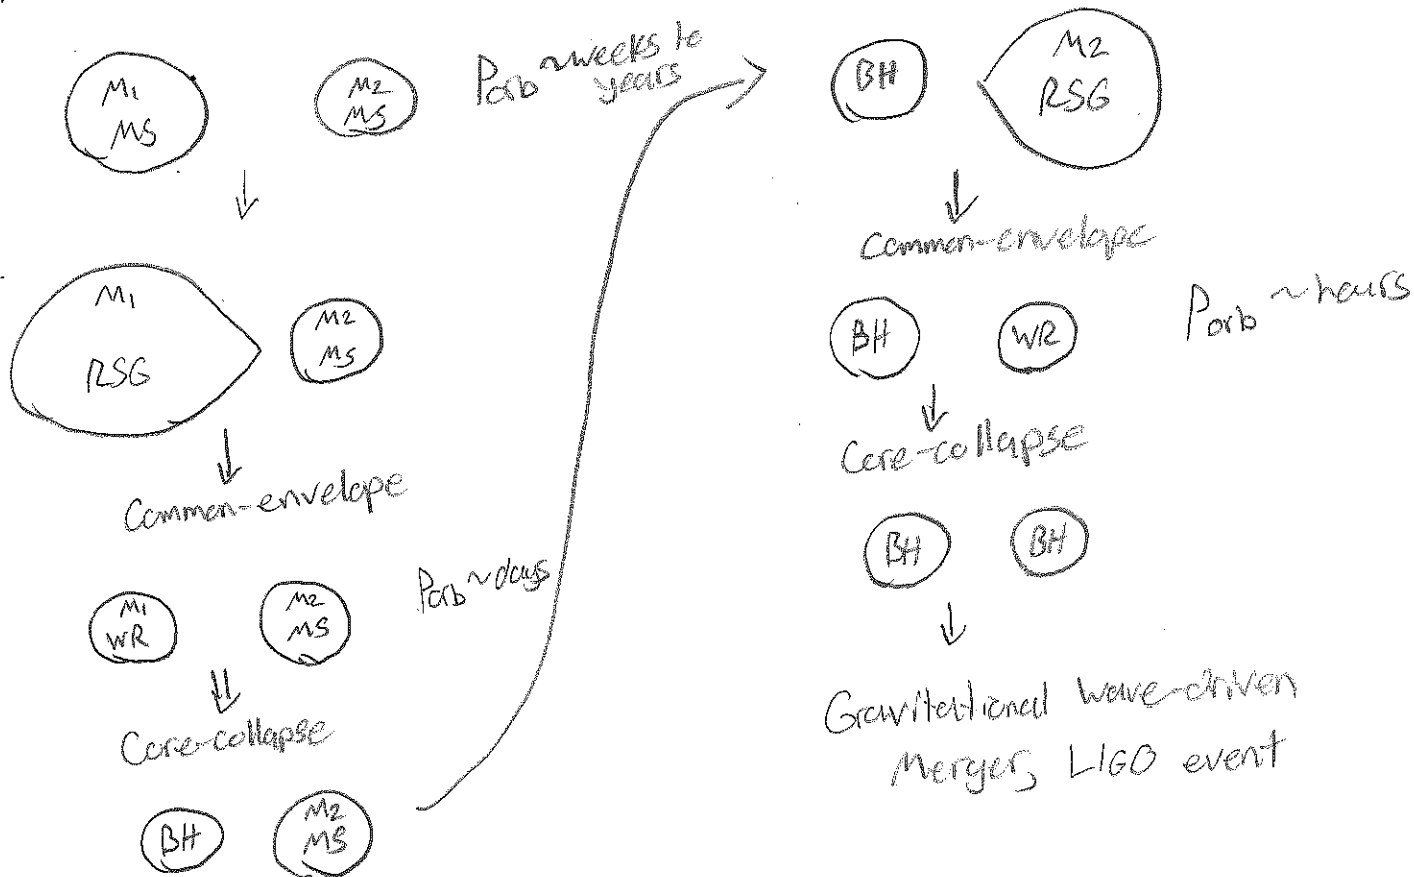 M1
MS
M2
MS
Porb ~weeks to
years
M1
RSG
M2
MS
Common-envelope
M1
WR
M2
MS
Porb ~days
Core-collapse
BH
M2
MS
BH
M2
RSG
Common-envelope
BH
WR
Porb ~hours
Core-collapse
BH
BH
Gravitational wave-driven
Merger, LIGO event